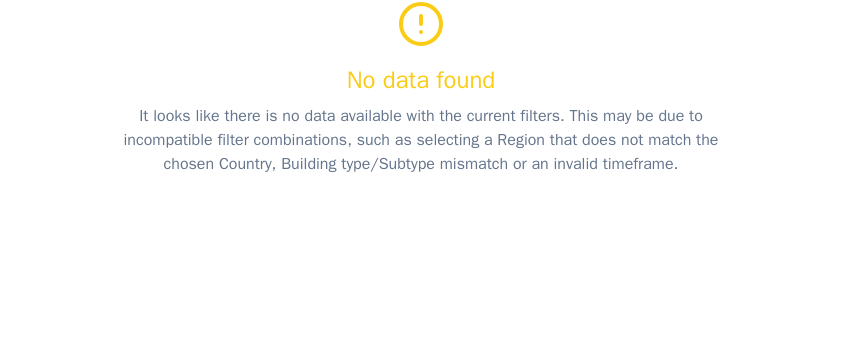 No data found
It looks like there is no data available with the current filters. This may be due to
incompatible filter combinations, such as selecting a Region that does not match the
chosen Country, Building type/Subtype mismatch or an invalid timeframe.